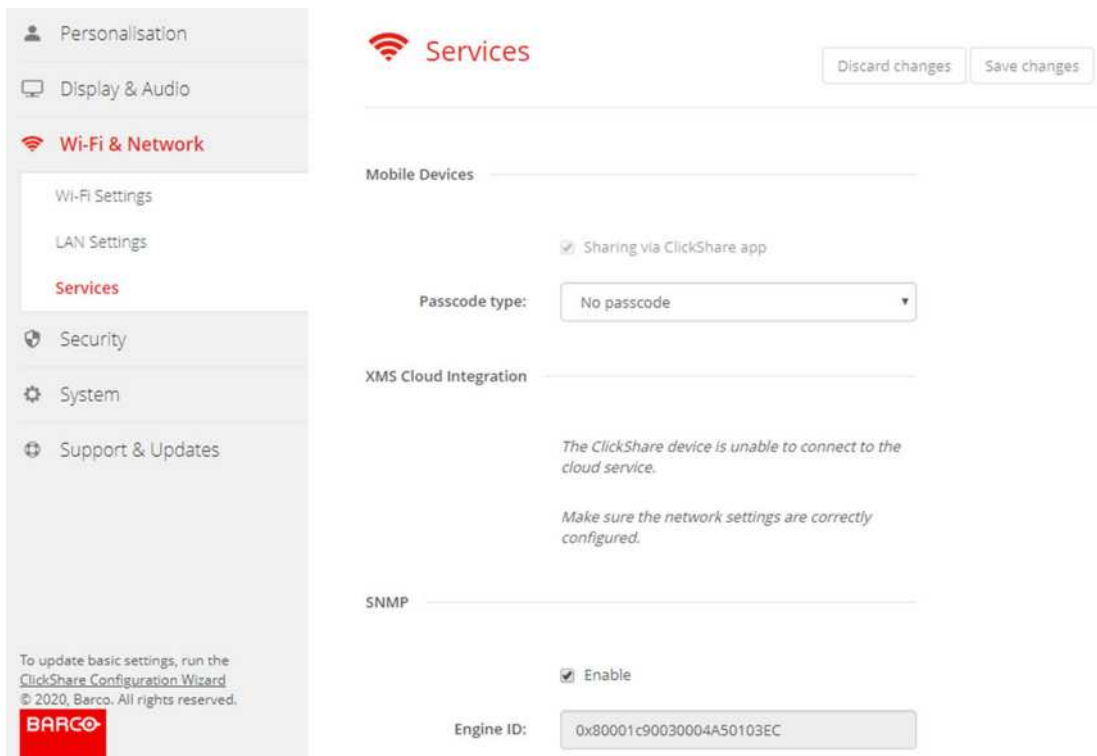 Personalisation
Display & Audio
Wi-Fi & Network
Wi-Fi Settings
LAN Settings
Services
Security
System
Support & Updates
To update basic settings, run the
ClickShare Configuration Wizard
© 2020, Barco. All rights reserved.
BARCO
Services
Discard changes
Save changes
Mobile Devices
Sharing via ClickShare app
Passcode type:
No passcode
XMS Cloud Integration
The ClickShare device is unable to connect to the
cloud service.
Make sure the network settings are correctly
configured.
SNMP
Enable
Engine ID:
0x80001c90030004A50103EC